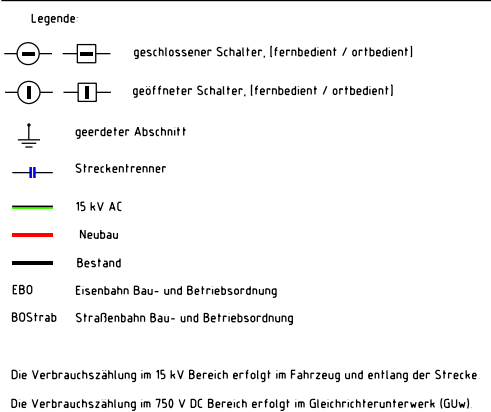 Legende:
geschlossener Schalter, [fernbedient / ortbedient]
geöffneter Schalter, [fernbedient / ortbedient]
geerdeter Abschnitt
Streckentrenner
15 kV AC
Neubau
Bestand
EBO Eisenbahn Bau- und Betriebsordnung
BOStrab Straßenbahn Bau- und Betriebsordnung
Die Verbrauchszählung im 15 kV Bereich erfolgt im Fahrzeug und entlang der Strecke.
Die Verbrauchszählung im 750 V DC Bereich erfolgt im Gleichrichterunterwerk (GUw).